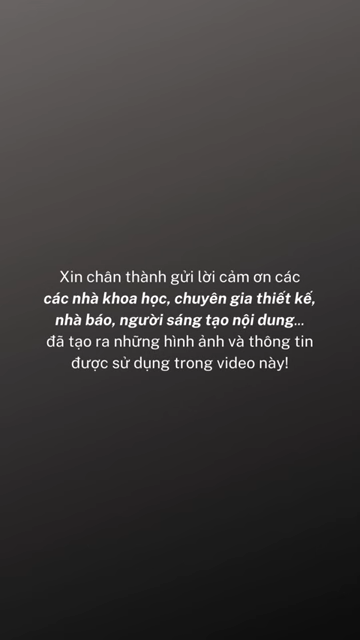 Xin chân thành gửi lời cảm ơn các
các nhà khoa học, chuyên gia thiết kế,
nhà báo, người sáng tạo nội dung...
đã tạo ra những hình ảnh và thông tin
được sử dụng trong video này!